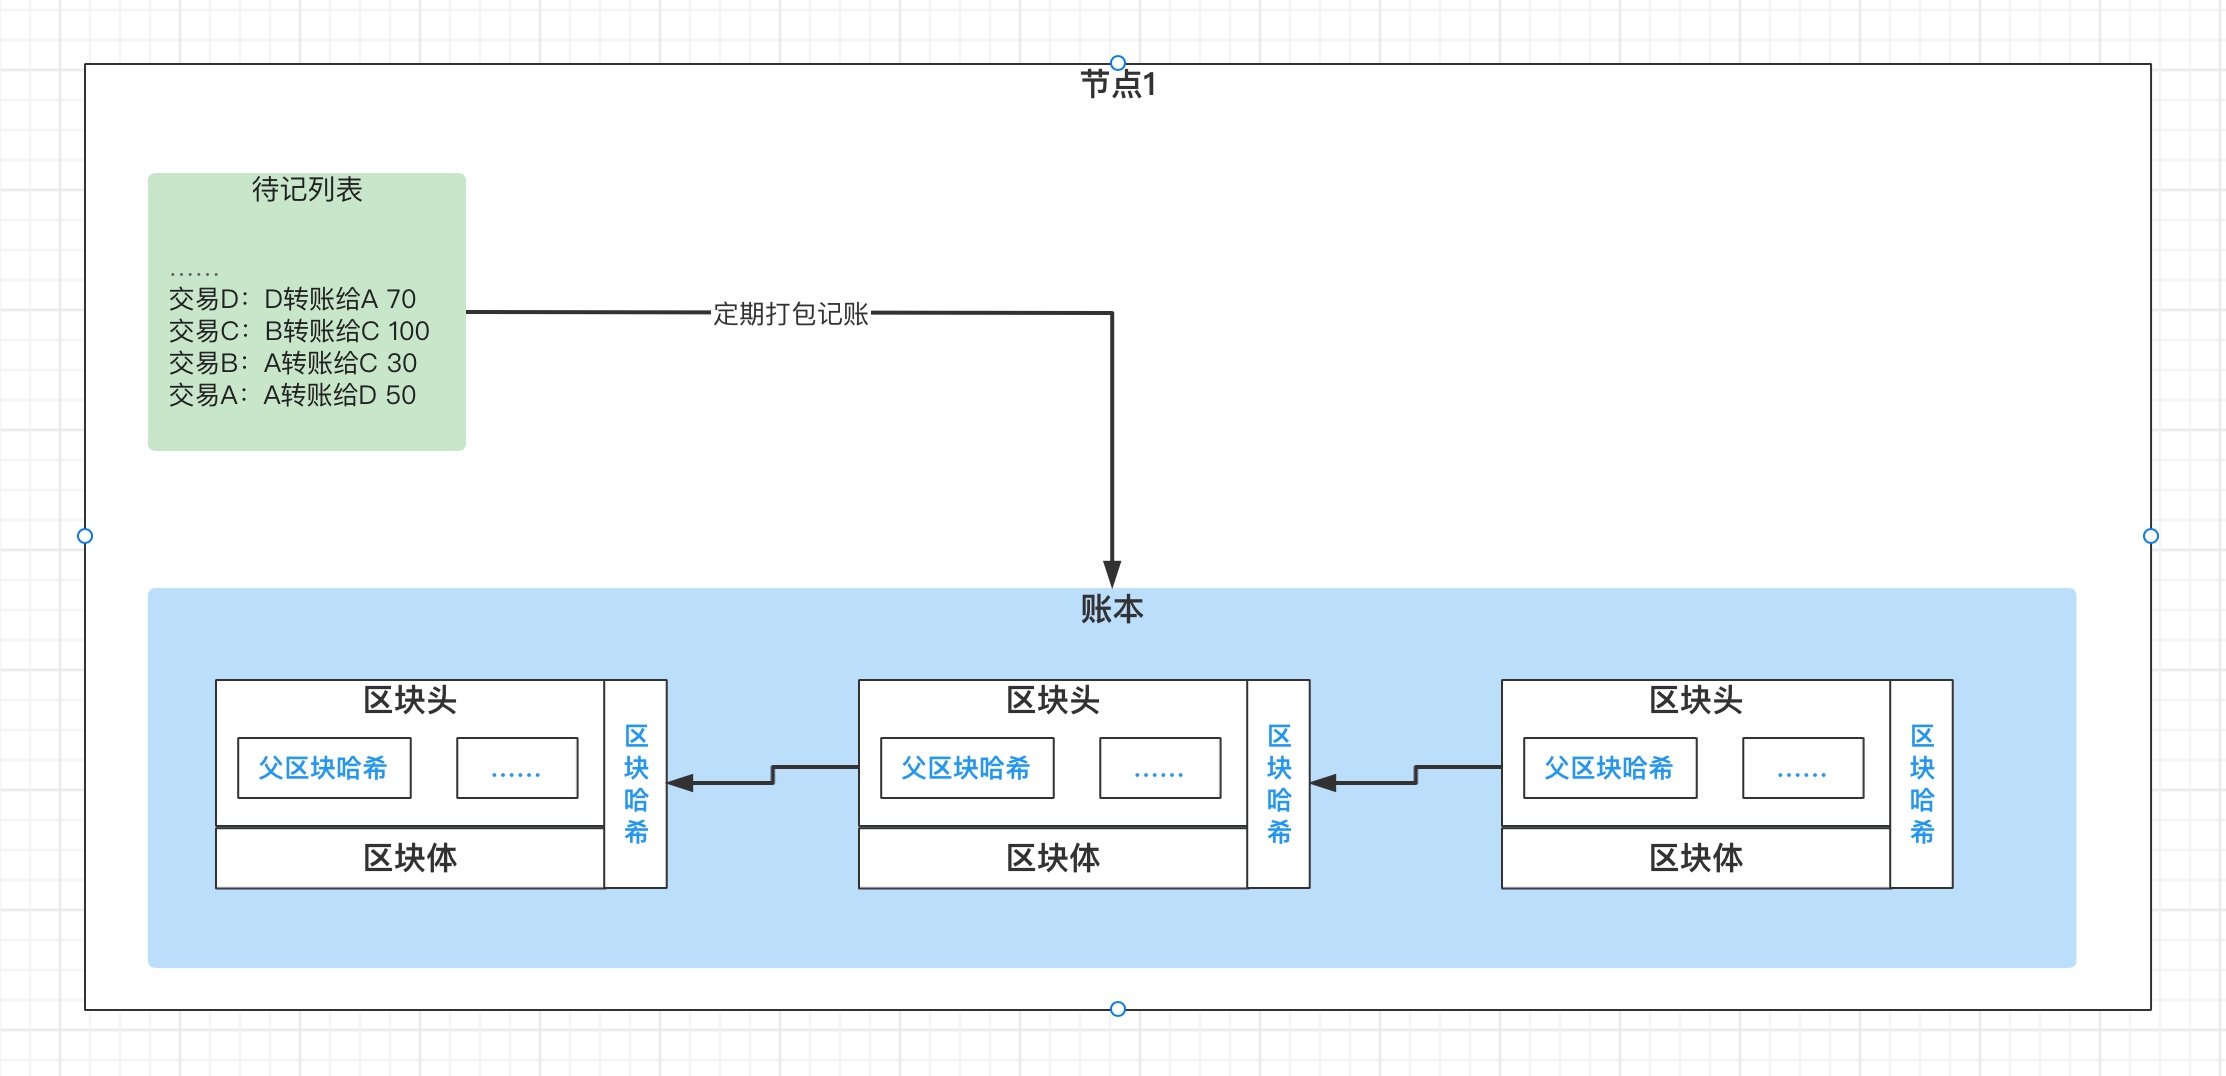 节点1
待记列表
......
交易D：D转账给A 70
交易C：B转账给C 100
交易B：A转账给C 30
交易A：A转账给D 50
定期打包记账
账本
区块头
父区块哈希
......
区块体
区块哈希
区块头
父区块哈希
......
区块体
区块哈希
区块头
父区块哈希
......
区块体
区块哈希